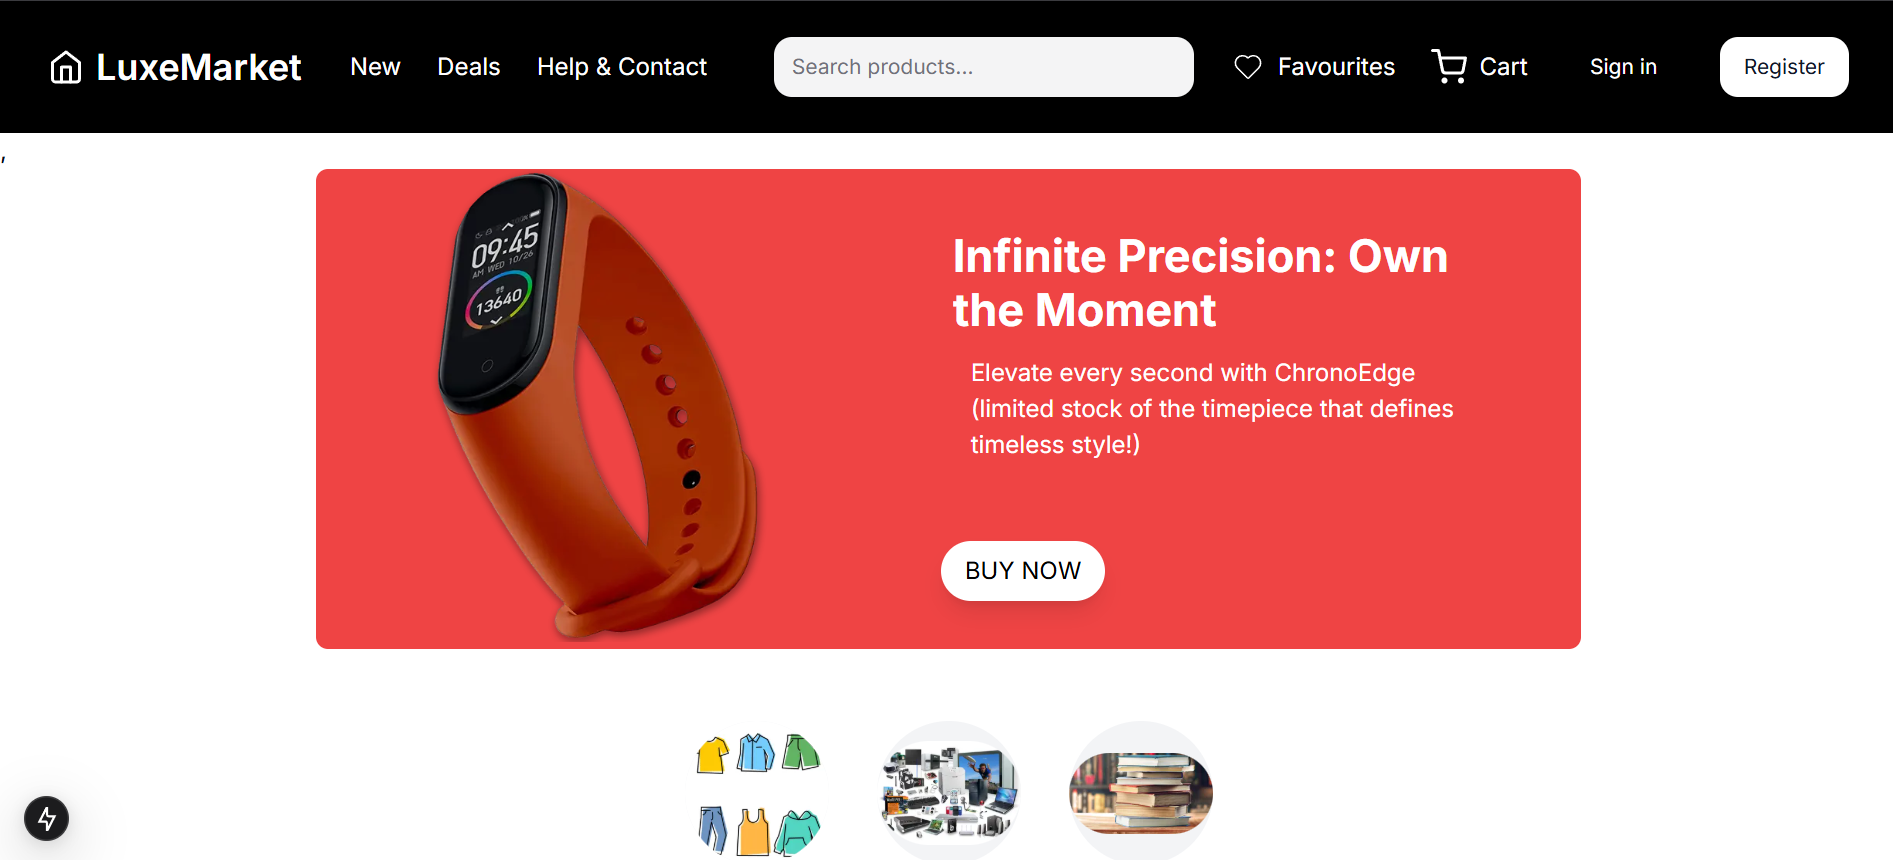 LuxeMarket New Deals Help & Contact Search products... Favourites Cart Sign in Register
,
09:45
AM WED 10/26
13640
Infinite Precision: Own
the Moment
Elevate every second with ChronoEdge
(limited stock of the timepiece that defines
timeless style!)
BUY NOW